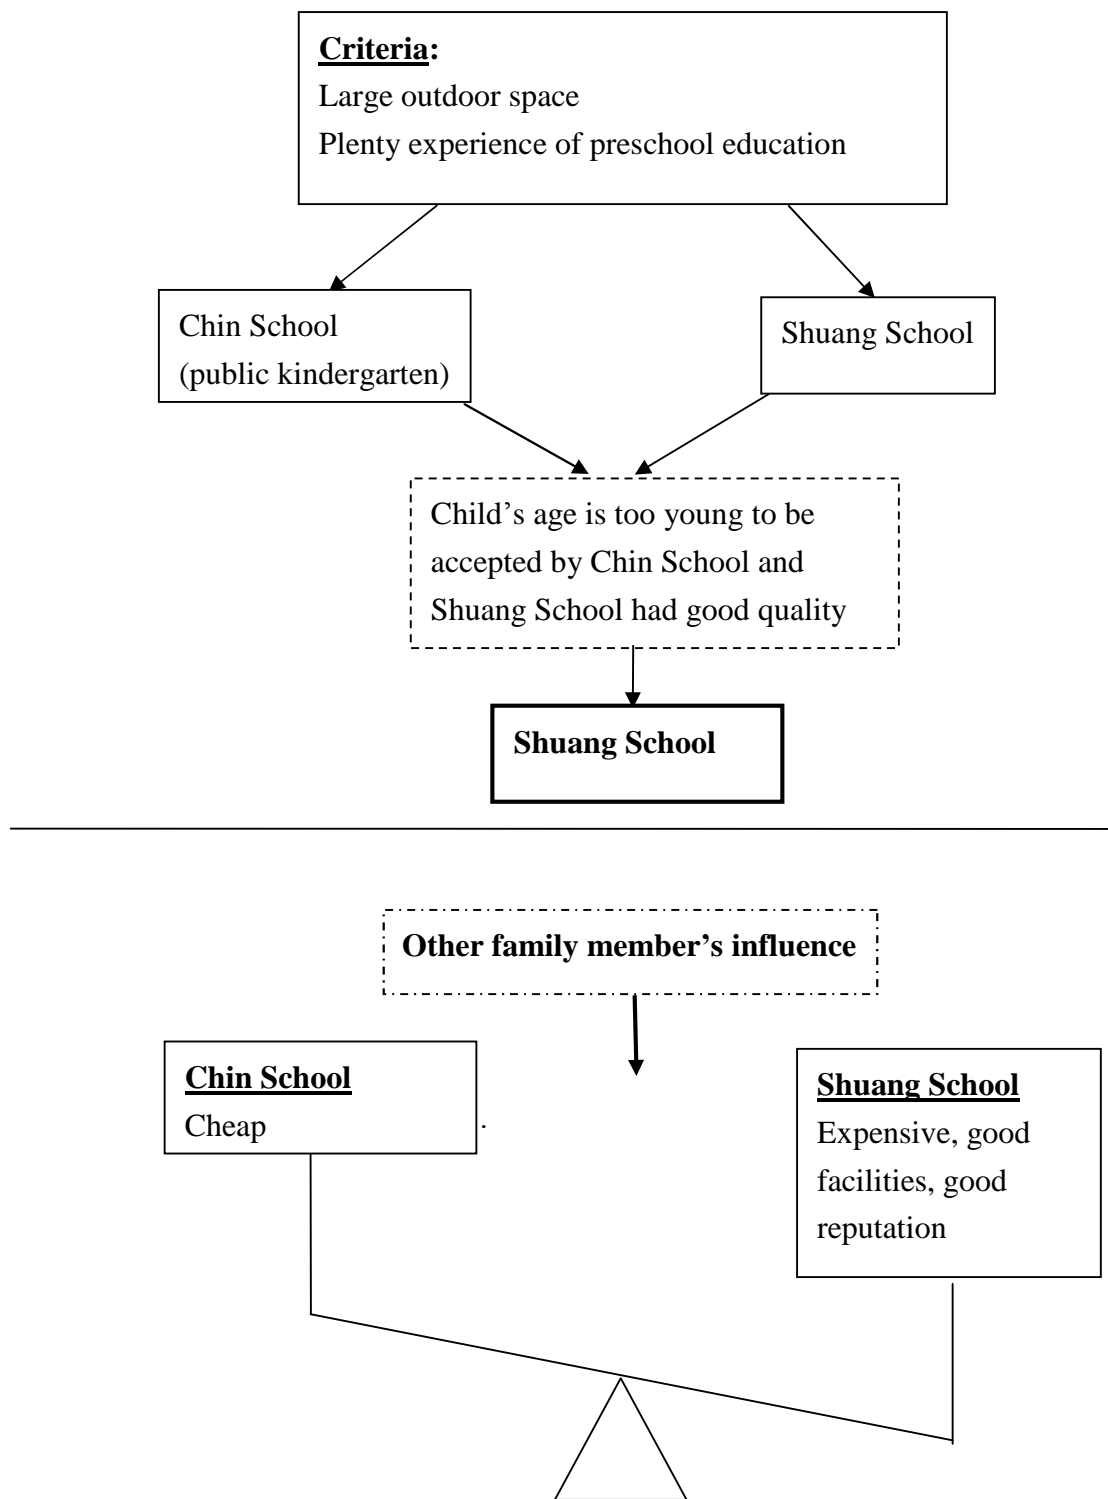 Criteria:
Large outdoor space
Plenty experience of preschool education
Chin School
(public kindergarten)
Shuang School
Child’s age is too young to be
accepted by Chin School and
Shuang School had good quality
Shuang School
Other family member’s influence
Chin School
Cheap
.
Shuang School
Expensive, good
facilities, good
reputation